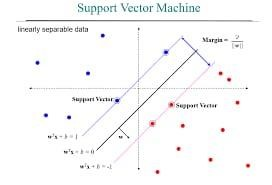 Support Vector Machine
linearly separable data
Margin = 2 / ||w||
Support Vector
Support Vector
wᵀx + b = 1
w
wᵀx + b = 0
wᵀx + b = -1